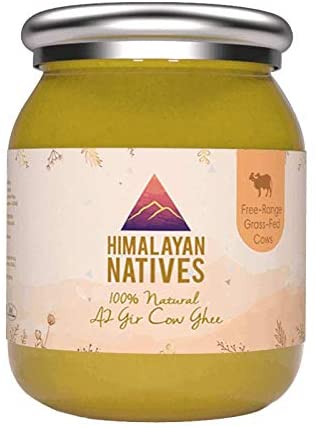 Free-Range
Grass-Fed
Cows
HIMALAYAN
NATIVES
100% Natural
A2 Gir Cow Ghee